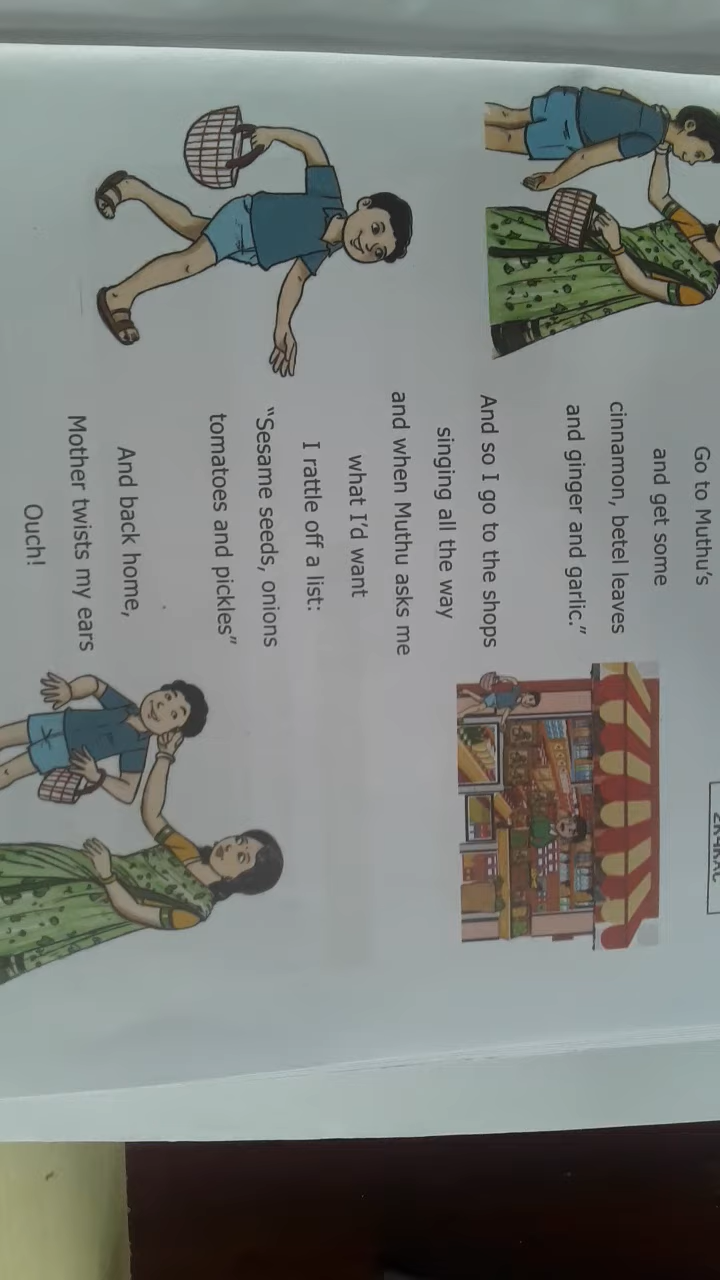 Go to Muthu's
and get some
cinnamon, betel leaves
and ginger and garlic."
And so I go to the shops
singing all the way
and when Muthu asks me
what I'd want
I rattle off a list:
"Sesame seeds, onions
tomatoes and pickles"
And back home,
Mother twists my ears
Ouch!